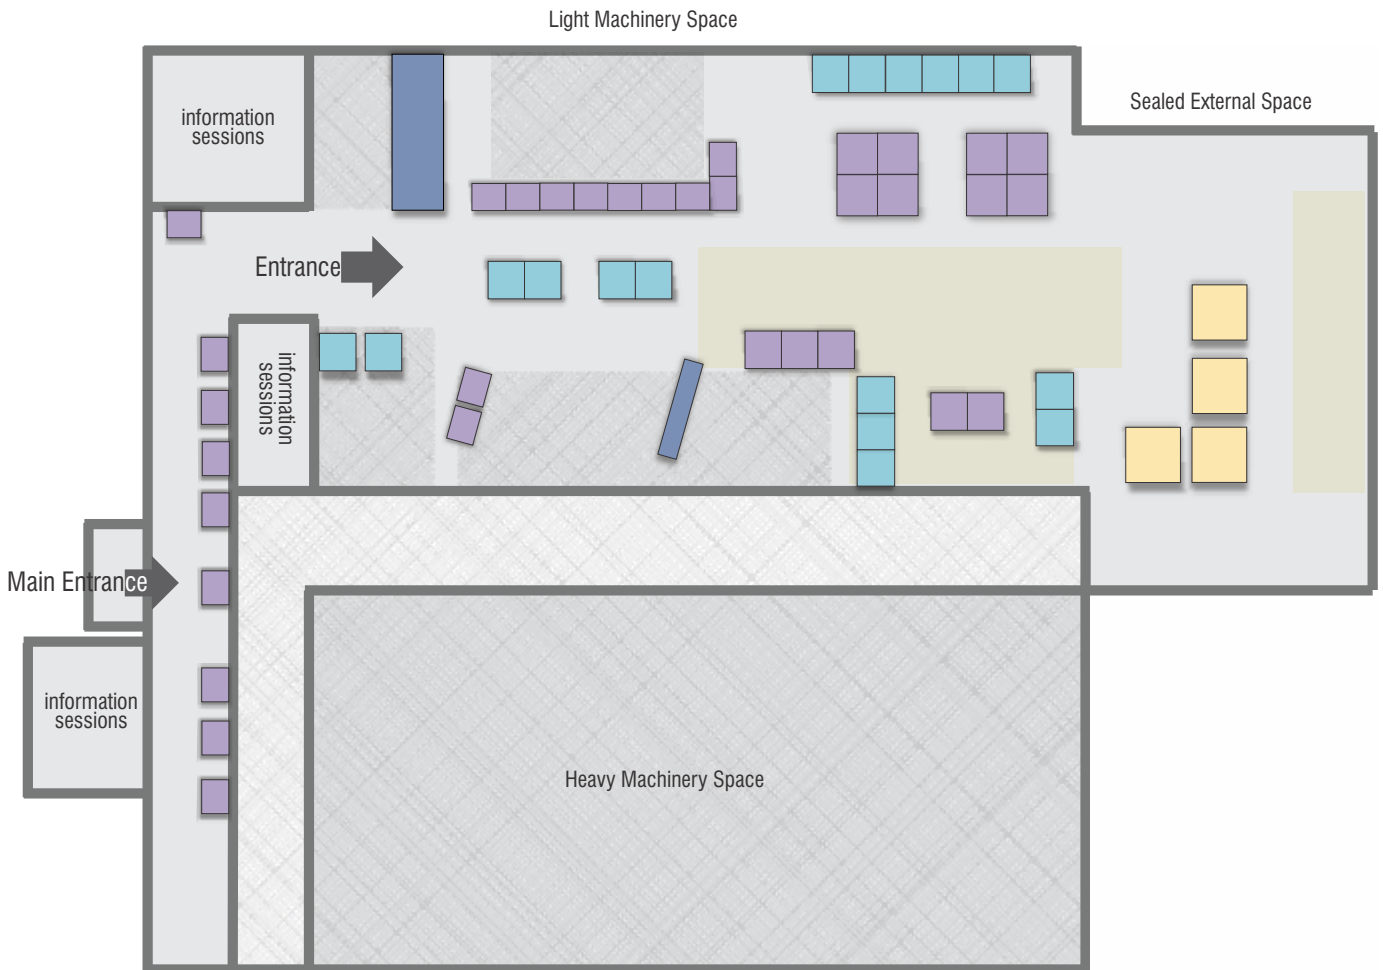 Light Machinery Space
Sealed External Space
information
sessions
Entrance
information
sessions
Main Entrance
information
sessions
Heavy Machinery Space